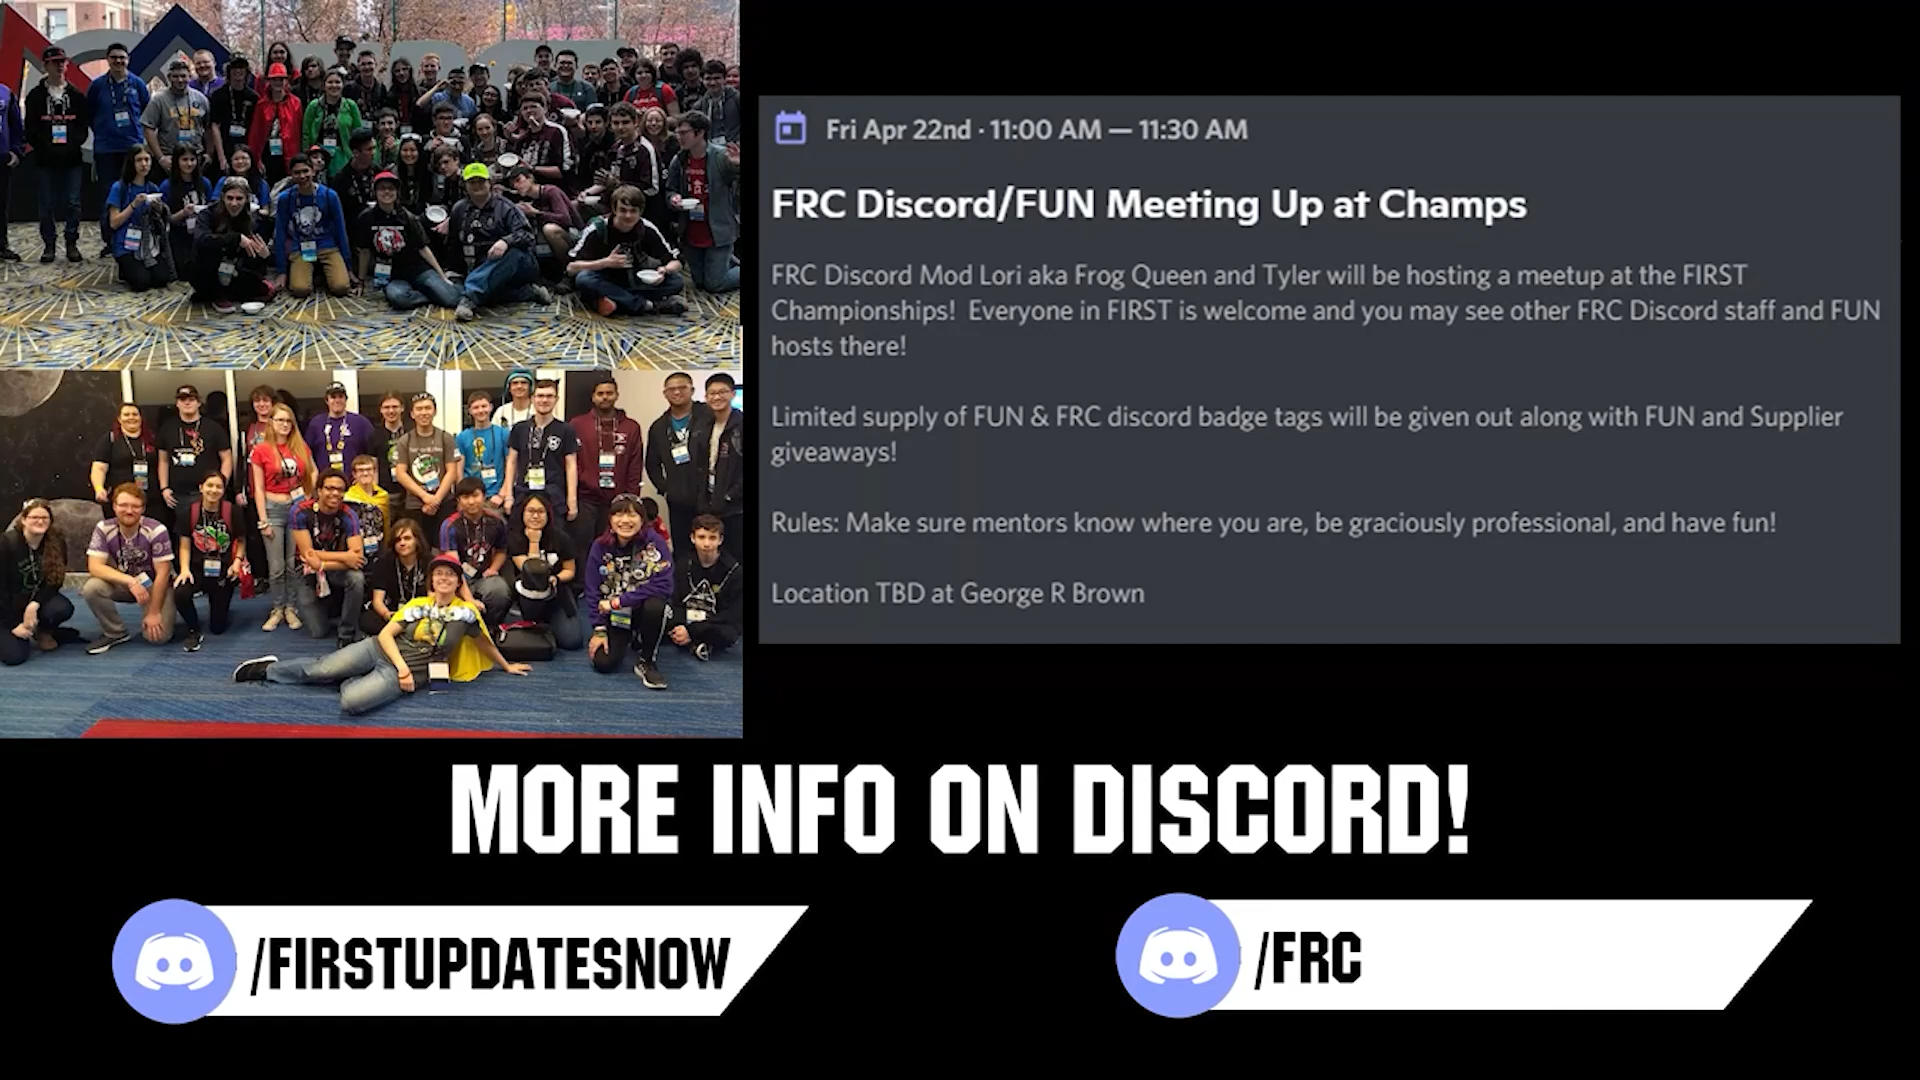 Fri Apr 22nd · 11:00 AM — 11:30 AM
FRC Discord/FUN Meeting Up at Champs
FRC Discord Mod Lori aka Frog Queen and Tyler will be hosting a meetup at the FIRST
Championships!  Everyone in FIRST is welcome and you may see other FRC Discord staff and FUN
hosts there!
Limited supply of FUN & FRC discord badge tags will be given out along with FUN and Supplier
giveaways!
Rules: Make sure mentors know where you are, be graciously professional, and have fun!
Location TBD at George R Brown
MORE INFO ON DISCORD!
/FIRSTUPDATESNOW
/FRC